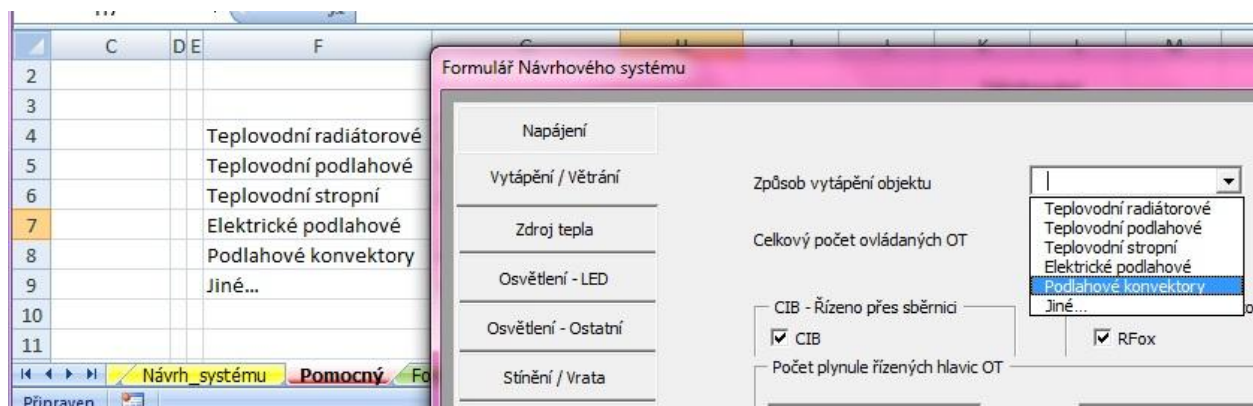 C D E F
Formulář Návrhového systému
2
3
4 Teplovodní radiátorové
5 Teplovodní podlahové
6 Teplovodní stropní
7 Elektrické podlahové
8 Podlahové konvektory
9 Jiné...
10
11
Návrh_systému Pomocný Fo
Připraven
Napájení
Vytápění / Větrání
Zdroj tepla
Osvětlení - LED
Osvětlení - Ostatní
Stínění / Vrata
Způsob vytápění objektu
Teplovodní radiátorové
Teplovodní podlahové
Teplovodní stropní
Elektrické podlahové
Podlahové konvektory
Jiné...
Celkový počet ovládaných OT
CIB - Řízeno přes sběrnici
CIB
RFox
Počet plynule řízených hlavic OT